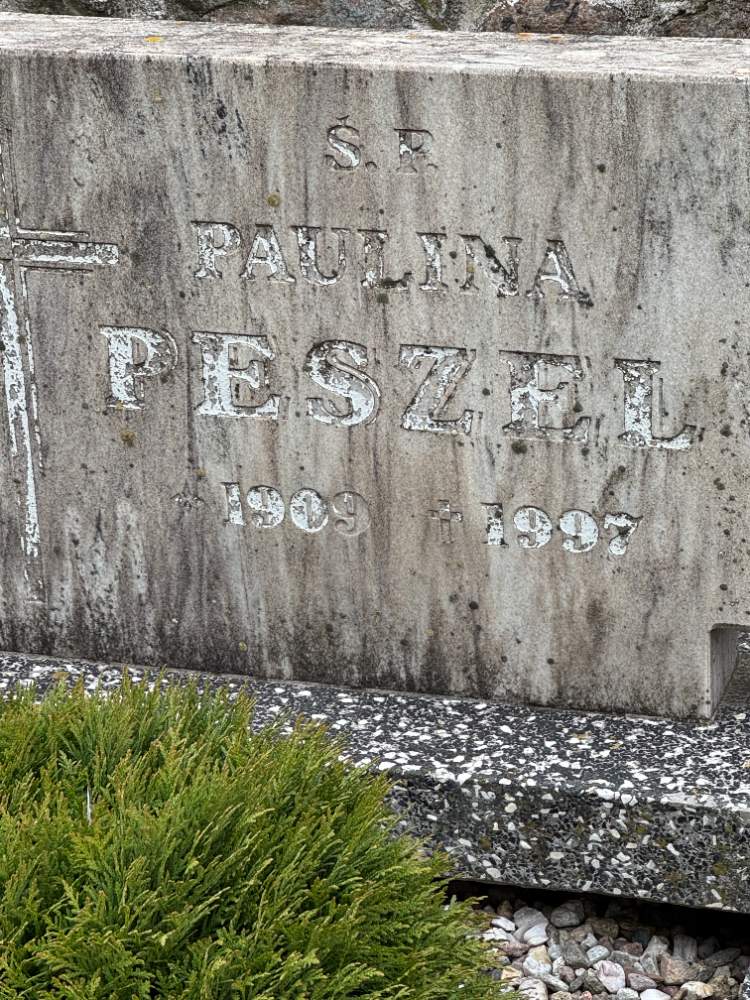 Ś. P.
PAULINA
PESZEL
* 1909 ✝ 1997